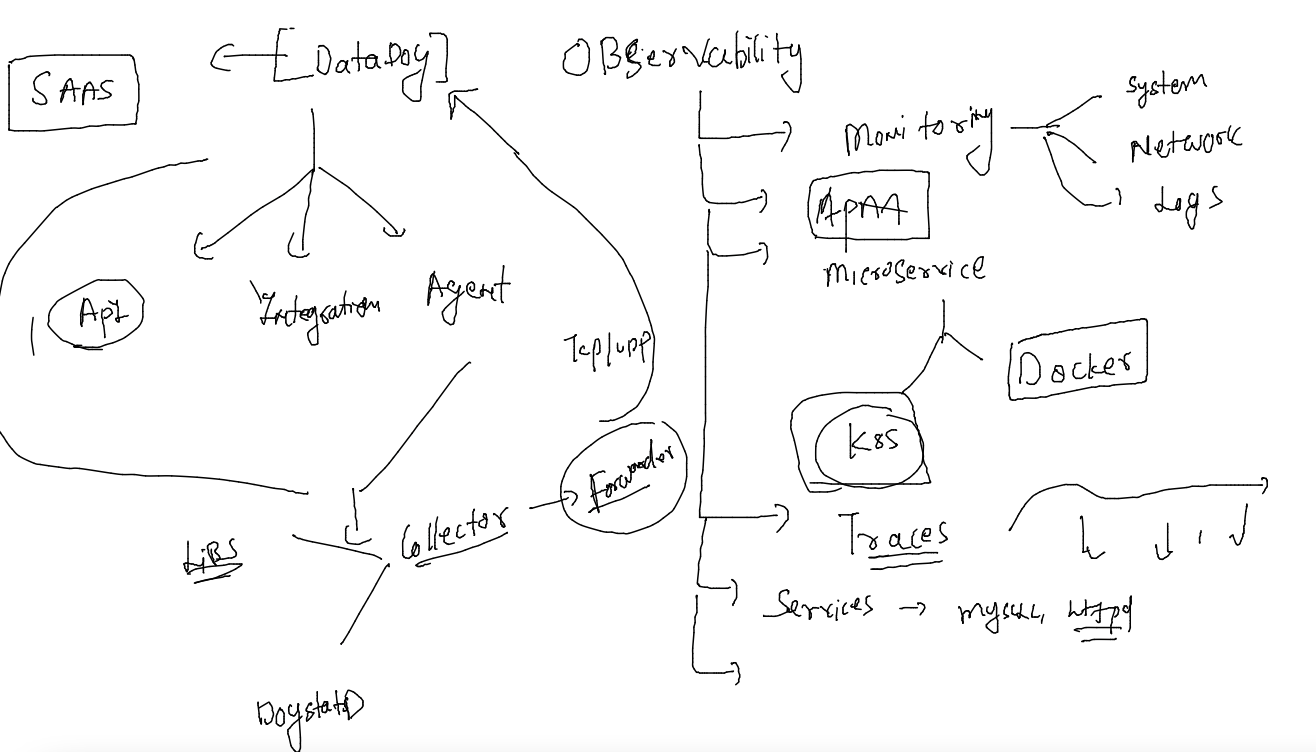 SAAS
[DataDog]
API
Integration
Agent
Tcp/upp
LiBS
Collector
Forwarder
DogstatD
OBservability
Monitoring
System
Network
Logs
ApM
Microservice
Docker
K8S
Traces
Services → mysQL, httpd